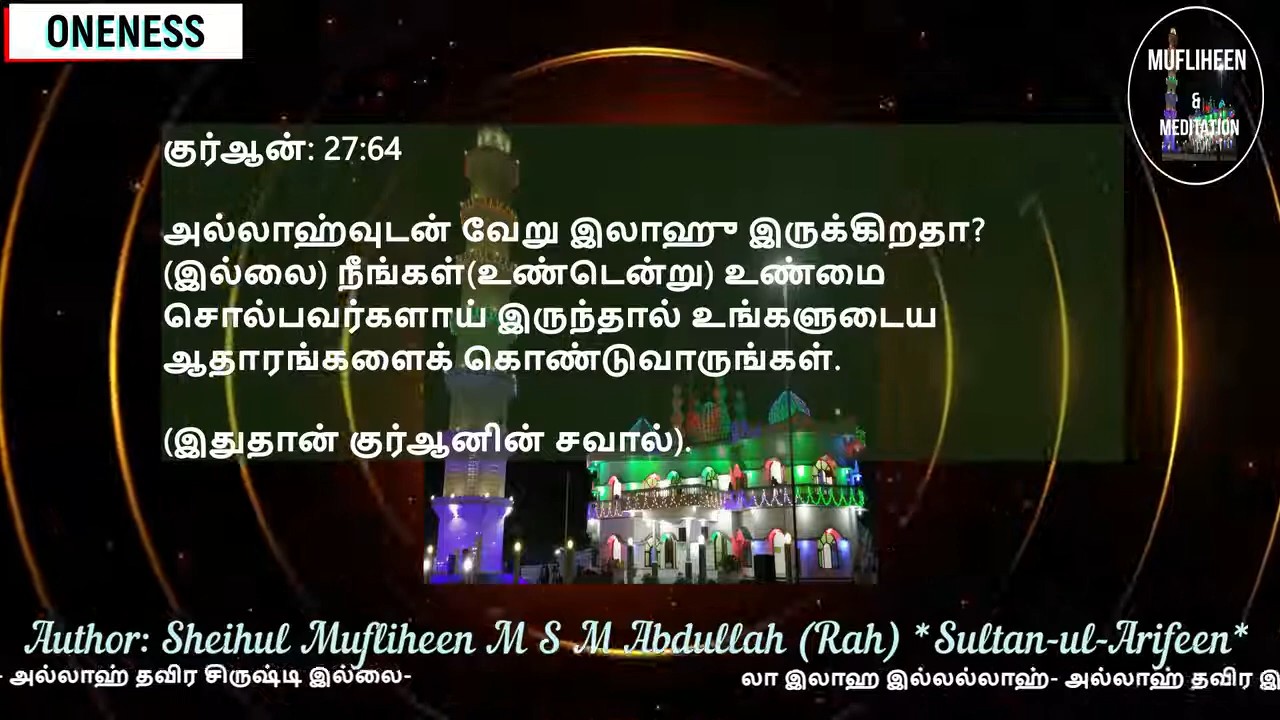 ONENESS
MUFLIHEEN
&
MEDITATION
குர்ஆன்: 27:64
அல்லாஹ்வுடன் வேறு இலாஹு இருக்கிறதா?
(இல்லை) நீங்கள்(உண்டென்று) உண்மை
சொல்பவர்களாய் இருந்தால் உங்களுடைய
ஆதாரங்களைக் கொண்டுவாருங்கள்.
(இதுதான் குர்ஆனின் சவால்).
Author: Sheihul Mufliheen M S M Abdullah (Rah) *Sultan-ul-Arifeen*
- அல்லாஹ் தவிர சிருஷ்டி இல்லை- லா இலாஹ இல்லல்லாஹ்- அல்லாஹ் தவிர